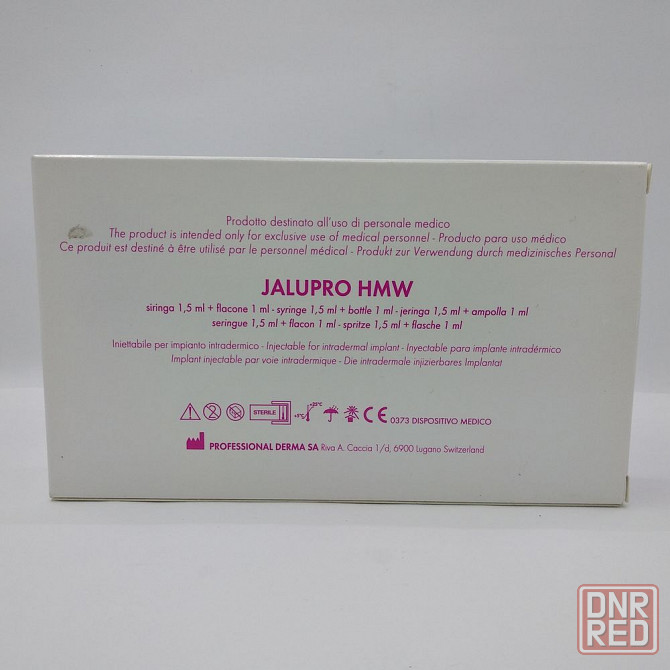 Prodotto destinato all'uso di personale medico
The product is intended only for exclusive use of medical personnel - Producto para uso médico
Ce produit est destiné à être utilisé par le personnel médical - Produkt zur Verwendung durch medizinisches Personal
JALUPRO HMW
siringa 1,5 ml + flacone 1 ml - syringe 1,5 ml + bottle 1 ml - jeringa 1,5 ml + ampolla 1 ml
seringue 1,5 ml + flacon 1 ml - spritze 1,5 ml + flasche 1 ml
Iniettabile per impianto intradermico - Injectable for intradermal implant - Inyectable para implante intradérmico
Implant injectable par voie intradermique - Die intradermale injizierbares Implantat
STERILE +25°C CE 0373 DISPOSITIVO MEDICO
PROFESSIONAL DERMA SA Riva A. Caccia 1/d, 6900 Lugano Switzerland
DNR
RED